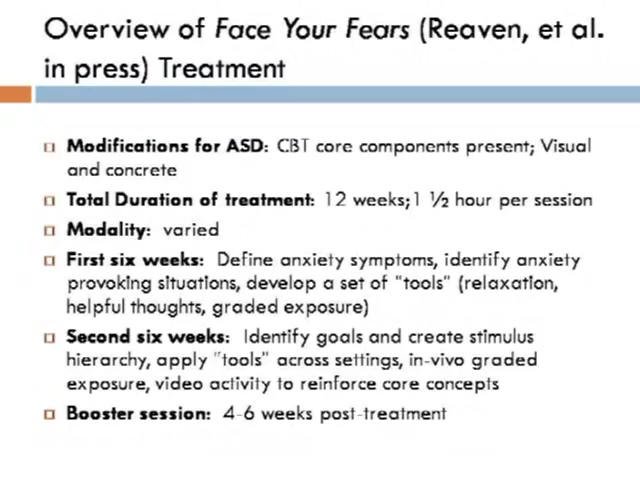 Overview of Face Your Fears (Reaven, et al.
in press) Treatment
Modifications for ASD: CBT core components present; Visual
and concrete
Total Duration of treatment: 12 weeks;1 ½ hour per session
Modality: varied
First six weeks: Define anxiety symptoms, identify anxiety
provoking situations, develop a set of "tools" (relaxation,
helpful thoughts, graded exposure)
Second six weeks: Identify goals and create stimulus
hierarchy, apply "tools" across settings, in-vivo graded
exposure, video activity to reinforce core concepts
Booster session: 4-6 weeks post-treatment